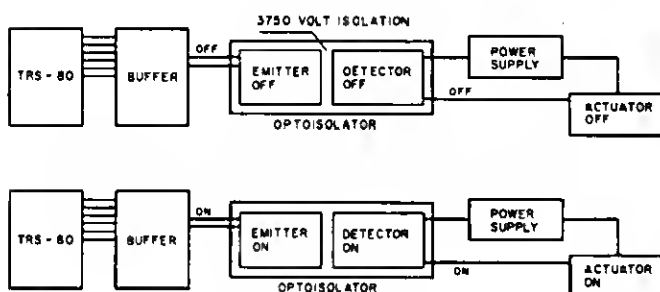 3750 VOLT ISOLATION
TRS-80
BUFFER
OFF
EMITTER
OFF
DETECTOR
OFF
OPTOISOLATOR
POWER
SUPPLY
OFF
ACTUATOR
OFF
TRS-80
BUFFER
ON
EMITTER
ON
DETECTOR
ON
OPTOISOLATOR
POWER
SUPPLY
ON
ACTUATOR
ON